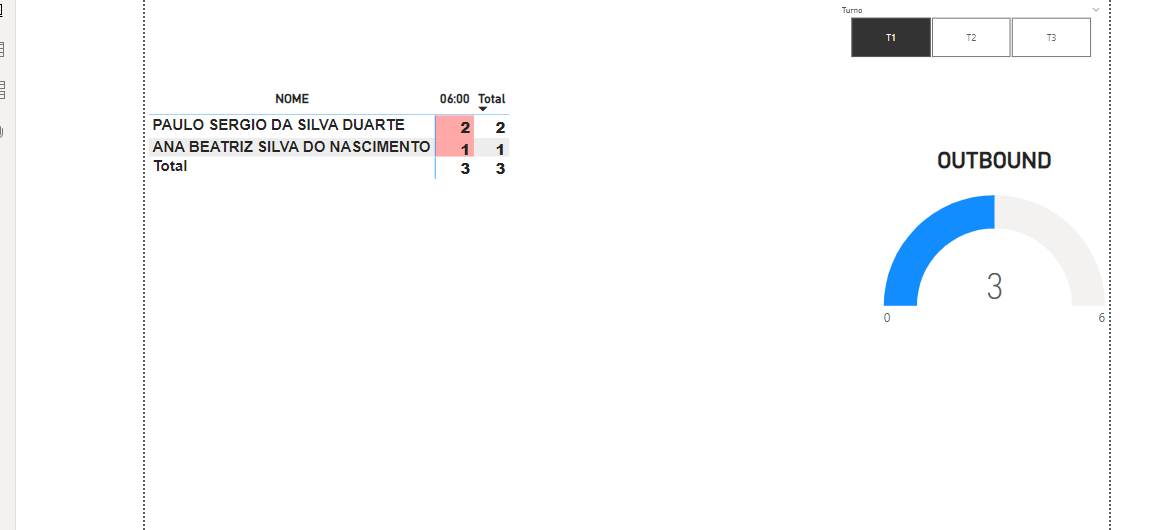 Turno
T1 T2 T3
NOME 06:00 Total
PAULO SERGIO DA SILVA DUARTE 2 2
ANA BEATRIZ SILVA DO NASCIMENTO 1 1
Total 3 3
OUTBOUND
3
0 6